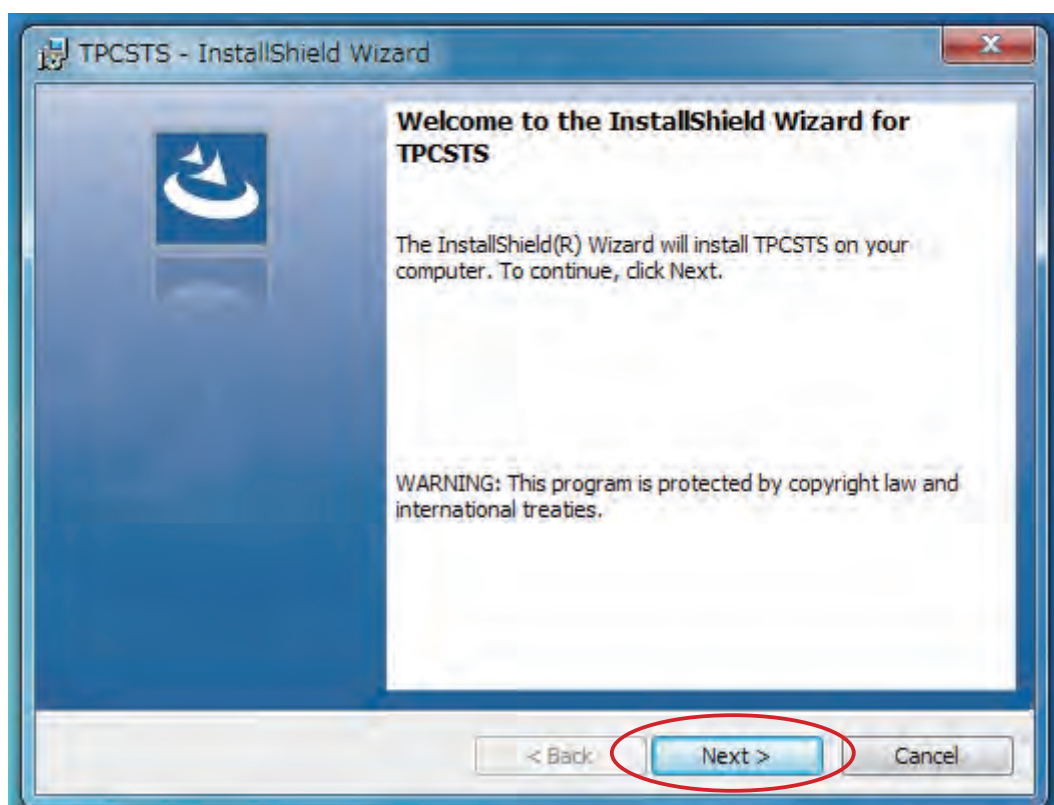 TPCSTS - InstallShield Wizard
Welcome to the InstallShield Wizard for
TPCSTS
The InstallShield(R) Wizard will install TPCSTS on your
computer. To continue, click Next.
WARNING: This program is protected by copyright law and
international treaties.
< Back
Next >
Cancel